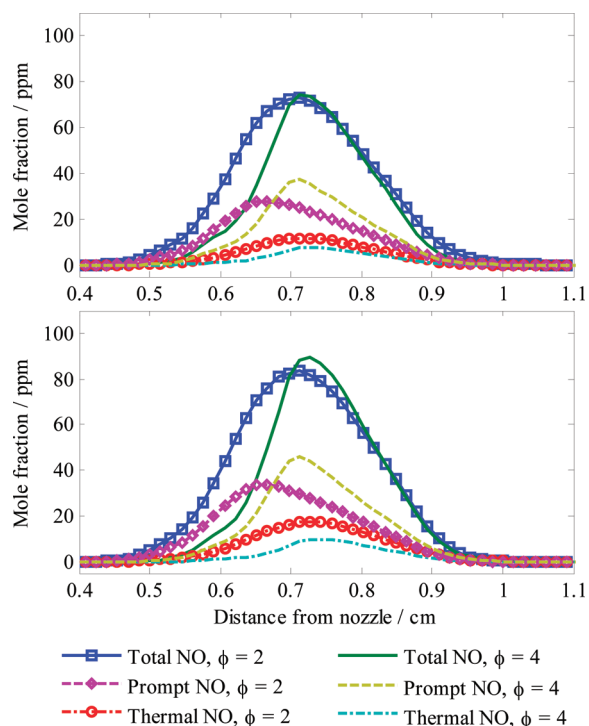 100
80
60
40
20
0
Mole fraction / ppm
0.4 0.5 0.6 0.7 0.8 0.9 1 1.1
100
80
60
40
20
0
Mole fraction / ppm
0.4 0.5 0.6 0.7 0.8 0.9 1 1.1
Distance from nozzle / cm
Total NO, ϕ = 2 Total NO, ϕ = 4
Prompt NO, ϕ = 2 Prompt NO, ϕ = 4
Thermal NO, ϕ = 2 Thermal NO, ϕ = 4